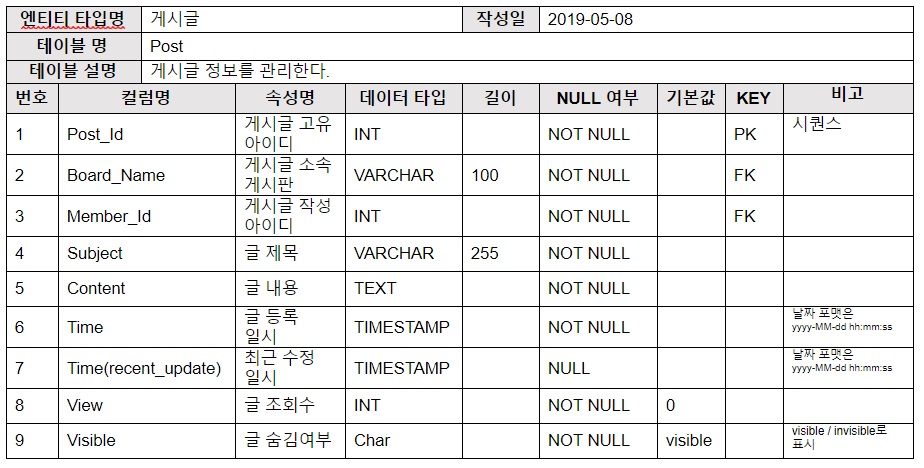 엔티티 타입명 게시글 작성일 2019-05-08
테이블 명 Post
테이블 설명 게시글 정보를 관리한다.
번호 컬럼명 속성명 데이터 타입 길이 NULL 여부 기본값 KEY 비고
1 Post_Id 게시글 고유 아이디 INT NOT NULL PK 시퀀스
2 Board_Name 게시글 소속 게시판 VARCHAR 100 NOT NULL FK
3 Member_Id 게시글 작성 아이디 INT NOT NULL FK
4 Subject 글 제목 VARCHAR 255 NOT NULL
5 Content 글 내용 TEXT NOT NULL
6 Time 글 등록 일시 TIMESTAMP NOT NULL 날짜 포맷은 yyyy-MM-dd hh:mm:ss
7 Time(recent_update) 최근 수정 일시 TIMESTAMP NULL 날짜 포맷은 yyyy-MM-dd hh:mm:ss
8 View 글 조회수 INT NOT NULL 0
9 Visible 글 숨김여부 Char NOT NULL visible visible / invisible로 표시